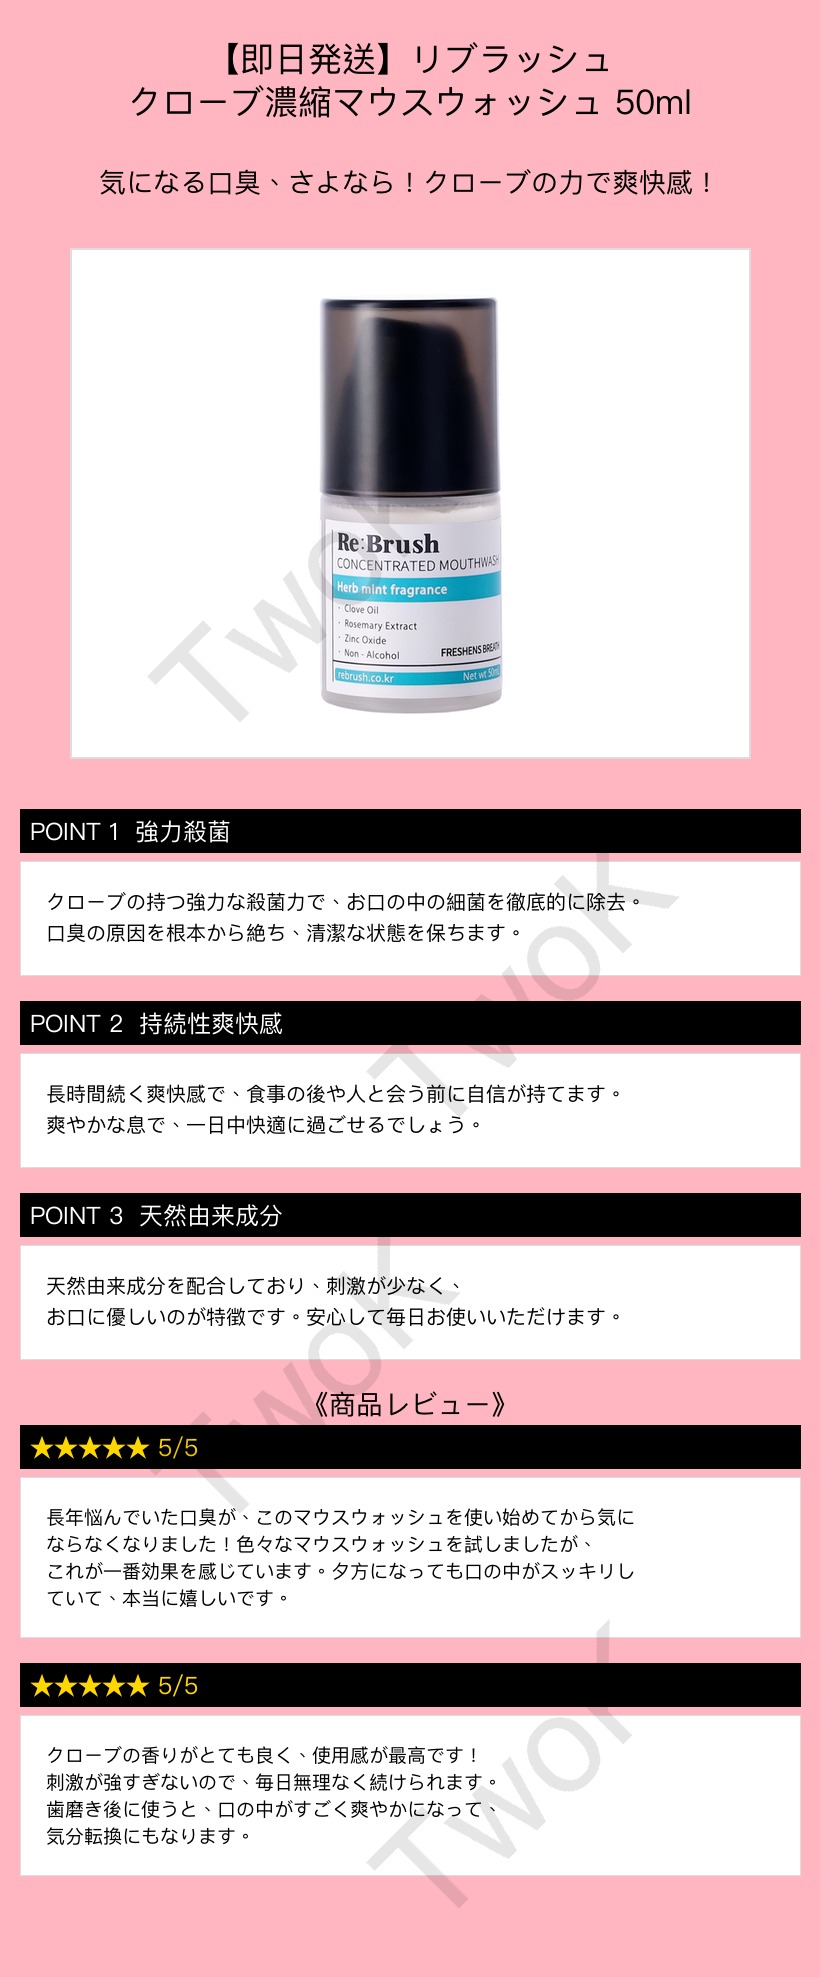 【即日発送】リブラッシュ
クローブ濃縮マウスウォッシュ 50ml
気になる口臭、さよなら！クローブの力で爽快感！
Re:Brush
CONCENTRATED MOUTHWASH
Herb mint fragrance
· Clove Oil
· Rosemary Extract
· Zinc Oxide
· Non - Alcohol
FRESHENS BREATH
rebrush.co.kr
Net wt 50ml
TwoK
POINT 1 強力殺菌
クローブの持つ強力な殺菌力で、お口の中の細菌を徹底的に除去。
口臭の原因を根本から絶ち、清潔な状態を保ちます。
TwoK
POINT 2 持続性爽快感
長時間続く爽快感で、食事の後や人と会う前に自信が持てます。
爽やかな息で、一日中快適に過ごせるでしょう。
POINT 3 天然由来成分
天然由来成分を配合しており、刺激が少なく、
お口に優しいのが特徴です。安心して毎日お使いいただけます。
TwoK
《商品レビュー》
★★★★★ 5/5
長年悩んでいた口臭が、このマウスウォッシュを使い始めてから気に
ならなくなりました！色々なマウスウォッシュを試しましたが、
これが一番効果を感じています。夕方になっても口の中がスッキリし
ていて、本当に嬉しいです。
★★★★★ 5/5
クローブの香りがとても良く、使用感が最高です！
刺激が強すぎないので、毎日無理なく続けられます。
歯磨き後に使うと、口の中がすごく爽やかになって、
気分転換にもなります。
TwoK